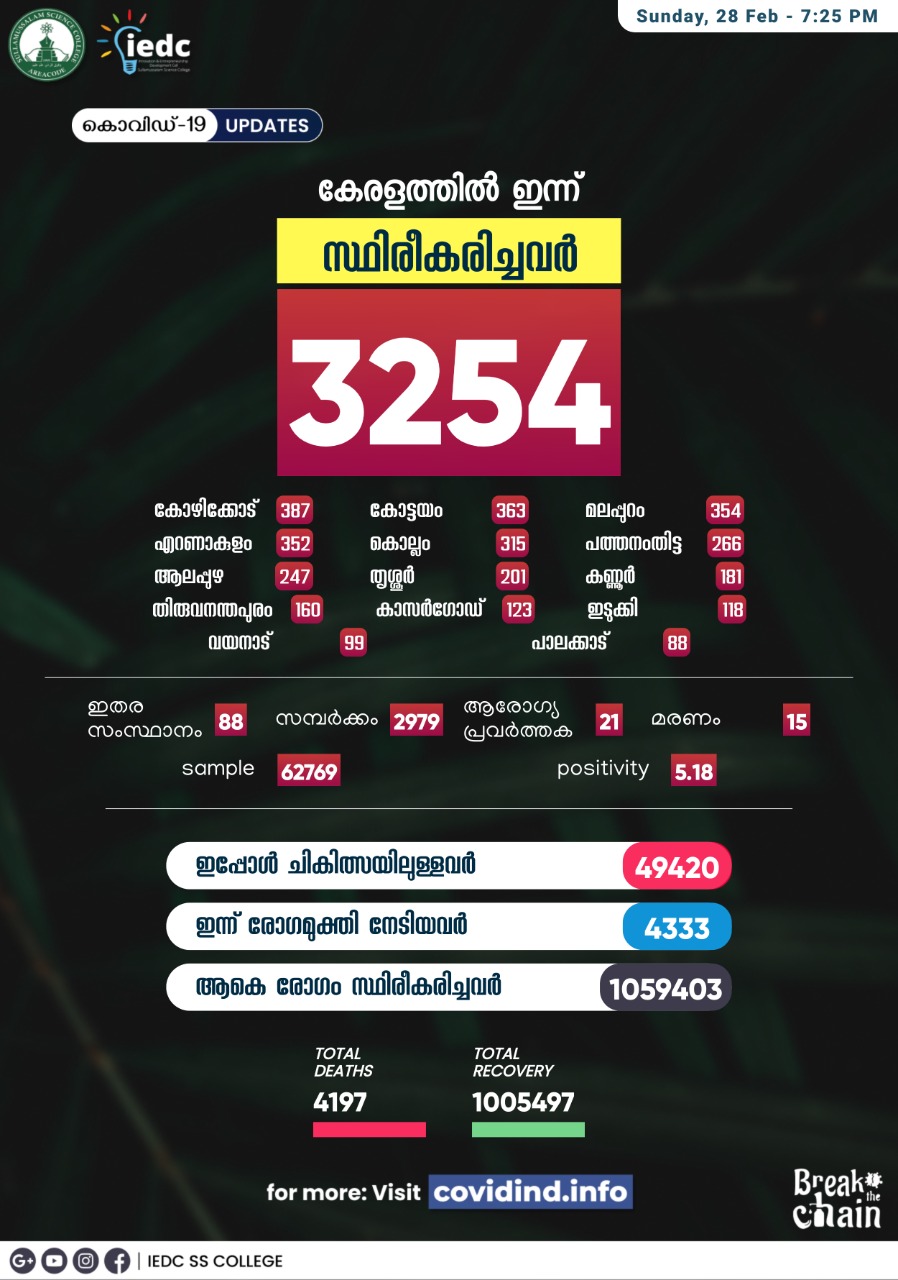 Sunday, 28 Feb - 7:25 PM
SULLAMUSSALAM SCIENCE COLLEGE
AREACODE
iedc
കൊവിഡ്-19 UPDATES
കേരളത്തിൽ ഇന്ന്
സ്ഥിരീകരിച്ചവർ
3254
കോഴിക്കോട് 387 കോട്ടയം 363 മലപ്പുറം 354
എറണാകുളം 352 കൊല്ലം 315 പത്തനംതിട്ട 266
ആലപ്പുഴ 247 തൃശ്ശൂർ 201 കണ്ണൂർ 181
തിരുവനന്തപുരം 160 കാസർഗോഡ് 123 ഇടുക്കി 118
വയനാട് 99 പാലക്കാട് 88
ഇതര
സംസ്ഥാനം 88 സമ്പർക്കം 2979 ആരോഗ്യ
പ്രവർത്തക 21 മരണം 15
sample 62769 positivity 5.18
ഇപ്പോൾ ചികിത്സയിലുള്ളവർ 49420
ഇന്ന് രോഗമുക്തി നേടിയവർ 4333
ആകെ രോഗം സ്ഥിരീകരിച്ചവർ 1059403
TOTAL
DEATHS
4197
TOTAL
RECOVERY
1005497
for more: Visit covidind.info
Break
the
chain
IEDC SS COLLEGE